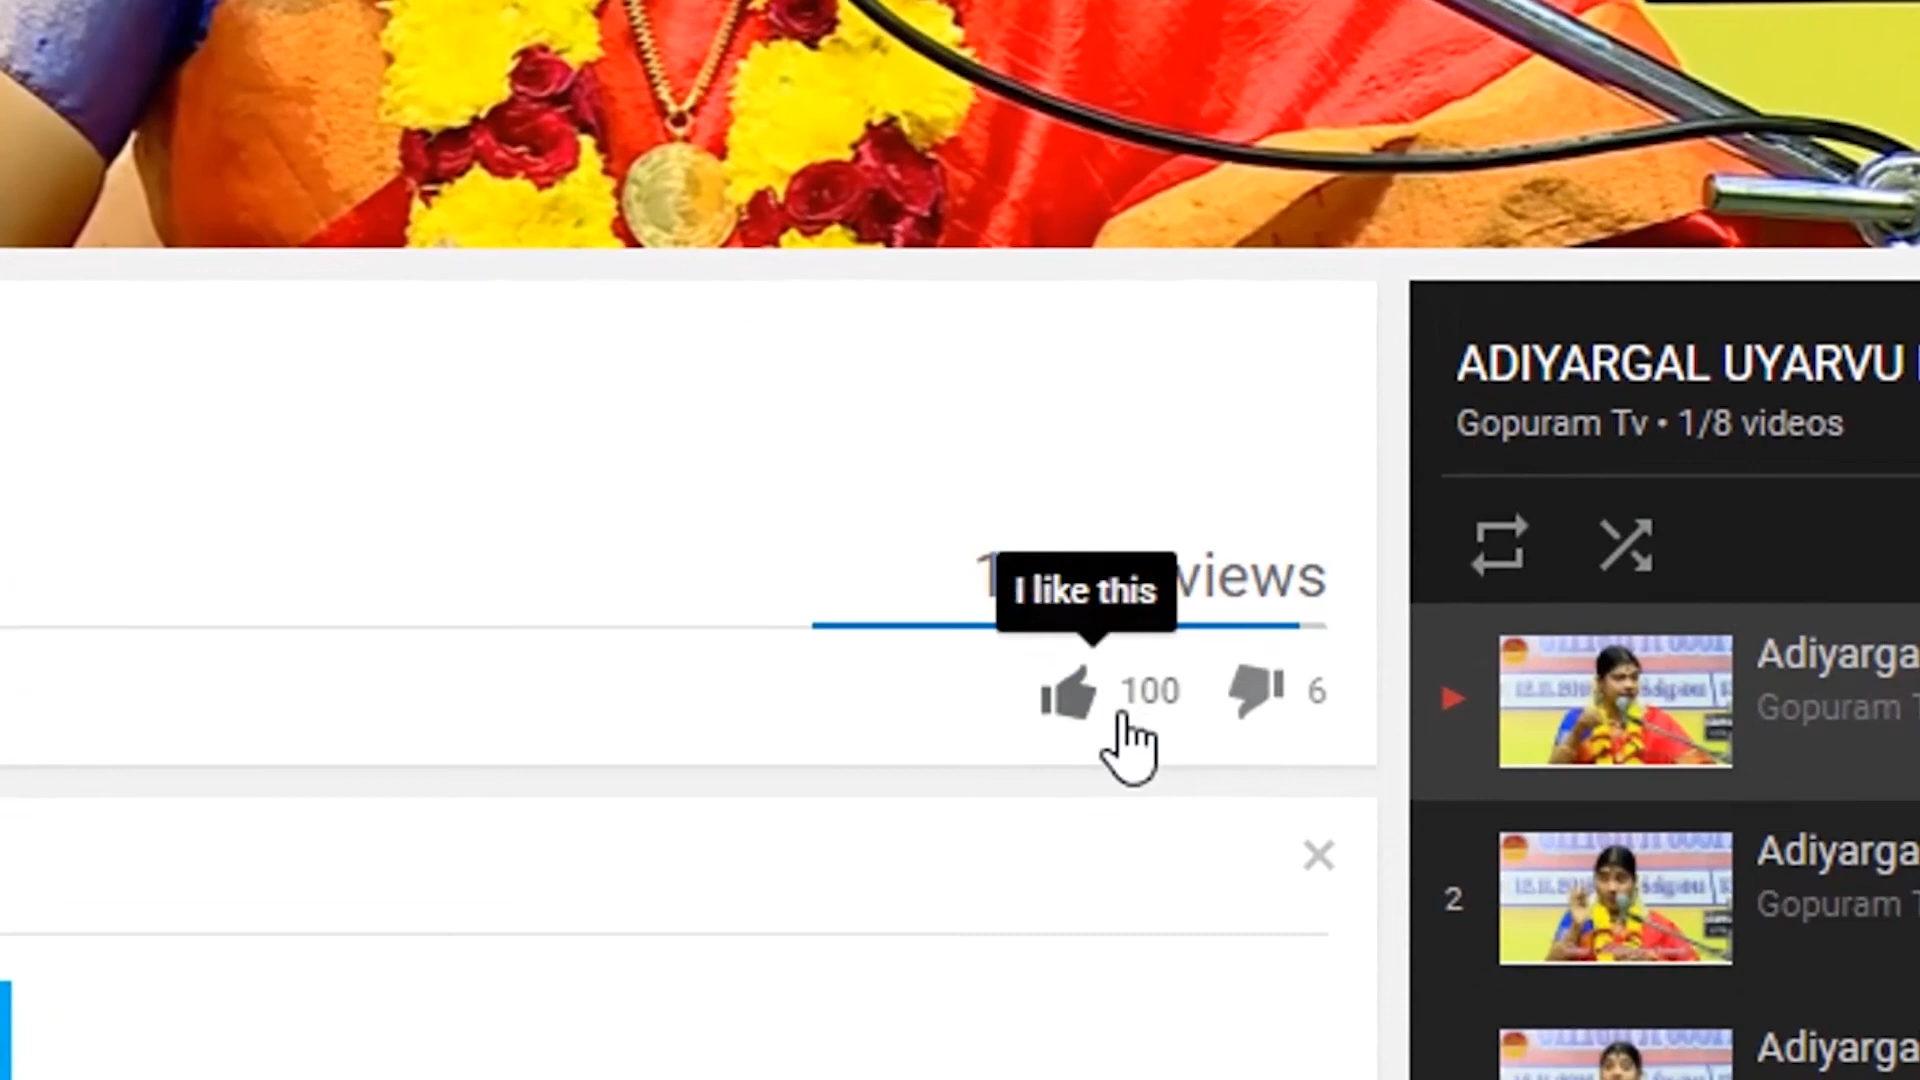 ADIYARGAL UYARVU
Gopuram Tv • 1/8 videos
views
I like this
100
6
Adiyarga
Gopuram
2
Adiyarga
Gopuram
Adiyarga